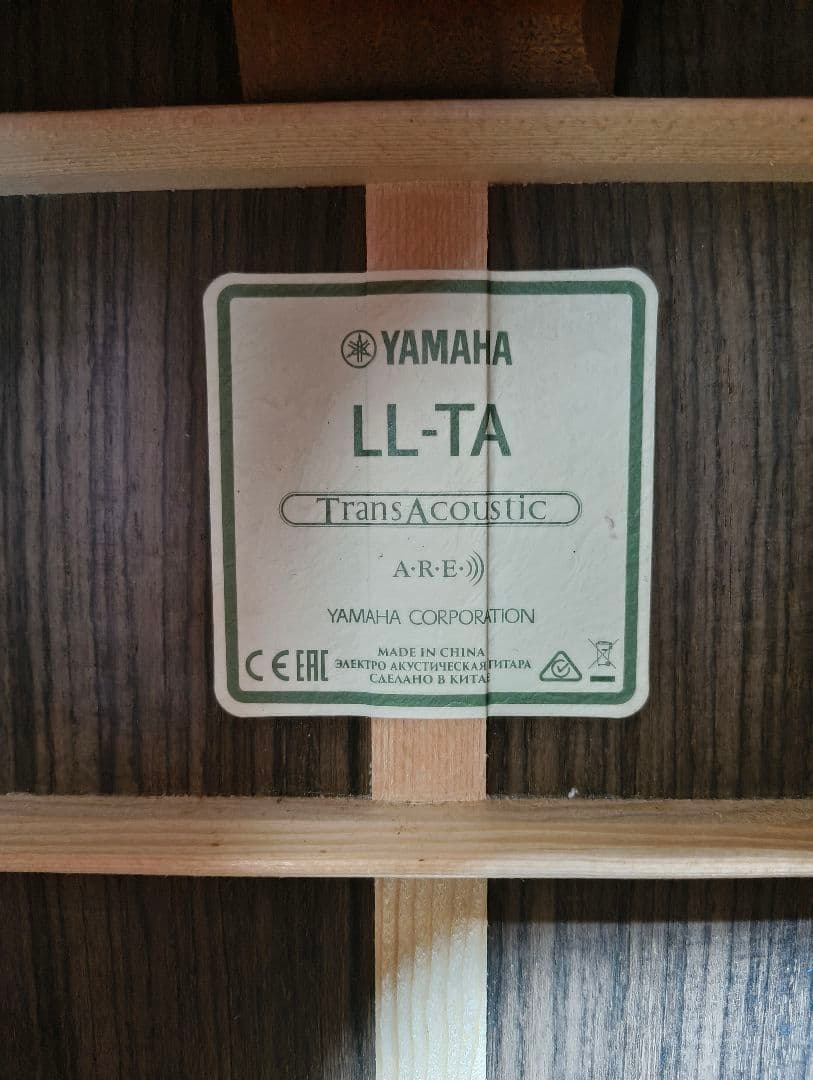 YAMAHA
LL-TA
TransAcoustic
A·R·E·)))
YAMAHA CORPORATION
CE EAC
MADE IN CHINA
ЭЛЕКТРО АКУСТИЧЕСКАЯ ГИТАРА
СДЕЛАНО В КИТАЕ